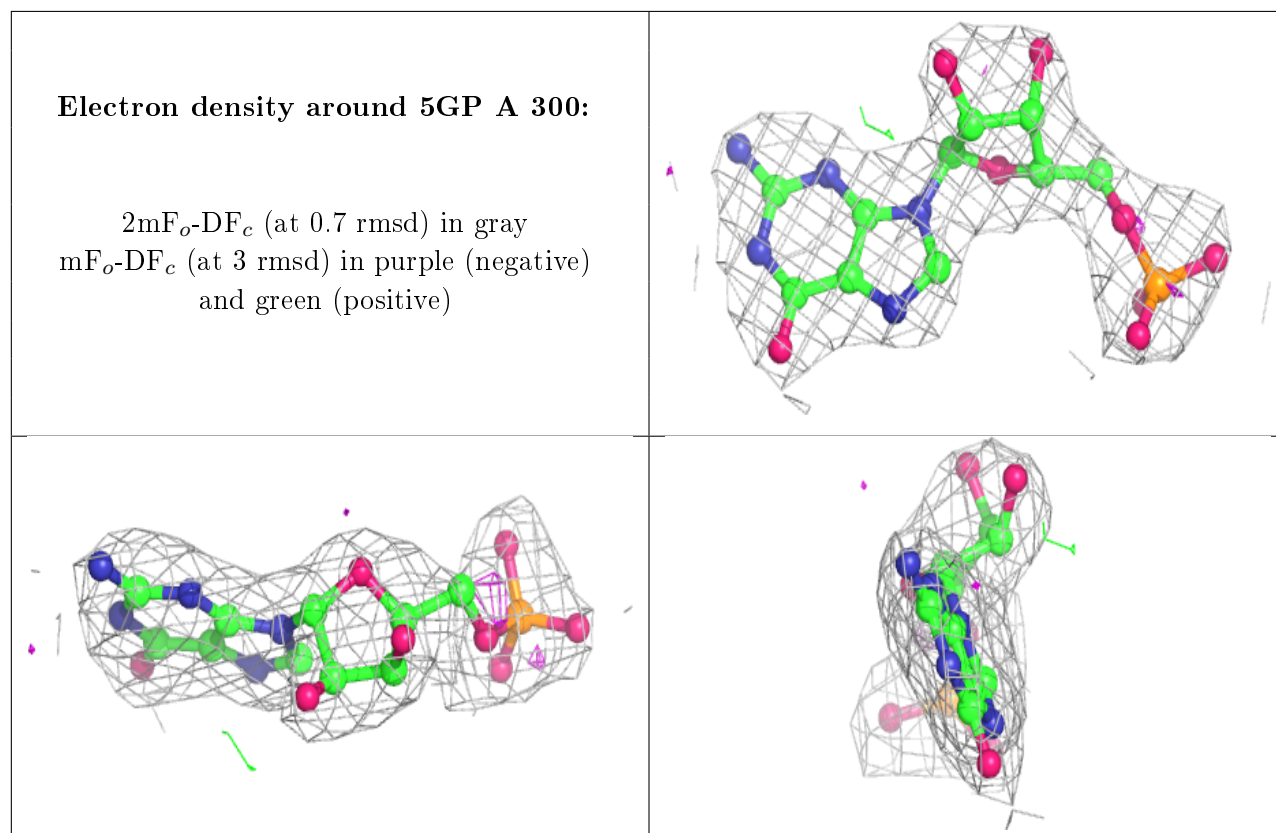 Electron density around 5GP A 300:
2mFₒ-DF𝒸 (at 0.7 rmsd) in gray
mFₒ-DF𝒸 (at 3 rmsd) in purple (negative)
and green (positive)